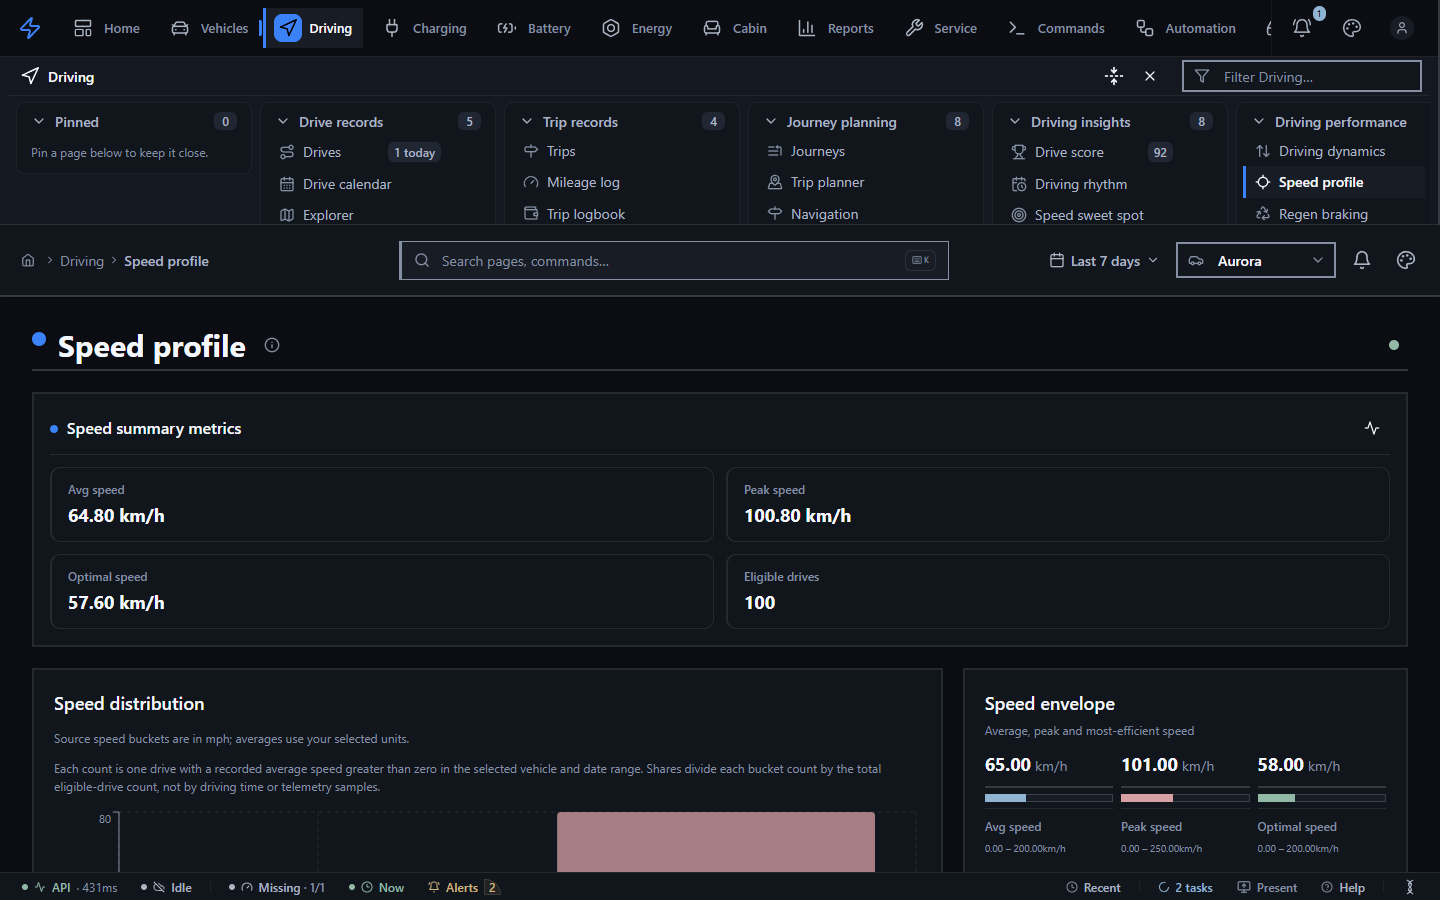 Home
Vehicles
Driving
Charging
Battery
Energy
Cabin
Reports
Service
Commands
Automation
1
Driving
Filter Driving...
Pinned 0
Pin a page below to keep it close.
Drive records 5
Drives 1 today
Drive calendar
Explorer
Trip records 4
Trips
Mileage log
Trip logbook
Journey planning 8
Journeys
Trip planner
Navigation
Driving insights 8
Drive score 92
Driving rhythm
Speed sweet spot
Driving performance
Driving dynamics
Speed profile
Regen braking
Driving
Speed profile
Search pages, commands...
K
Last 7 days
Aurora
Speed profile
Speed summary metrics
Avg speed
64.80 km/h
Peak speed
100.80 km/h
Optimal speed
57.60 km/h
Eligible drives
100
Speed distribution
Source speed buckets are in mph; averages use your selected units.
Each count is one drive with a recorded average speed greater than zero in the selected vehicle and date range. Shares divide each bucket count by the total
eligible-drive count, not by driving time or telemetry samples.
80
Speed envelope
Average, peak and most-efficient speed
65.00 km/h
101.00 km/h
58.00 km/h
Avg speed
Peak speed
Optimal speed
0.00 – 200.00km/h
0.00 – 250.00km/h
0.00 – 200.00km/h
API · 431ms
Idle
Missing · 1/1
Now
Alerts 2
Recent
2 tasks
Present
Help